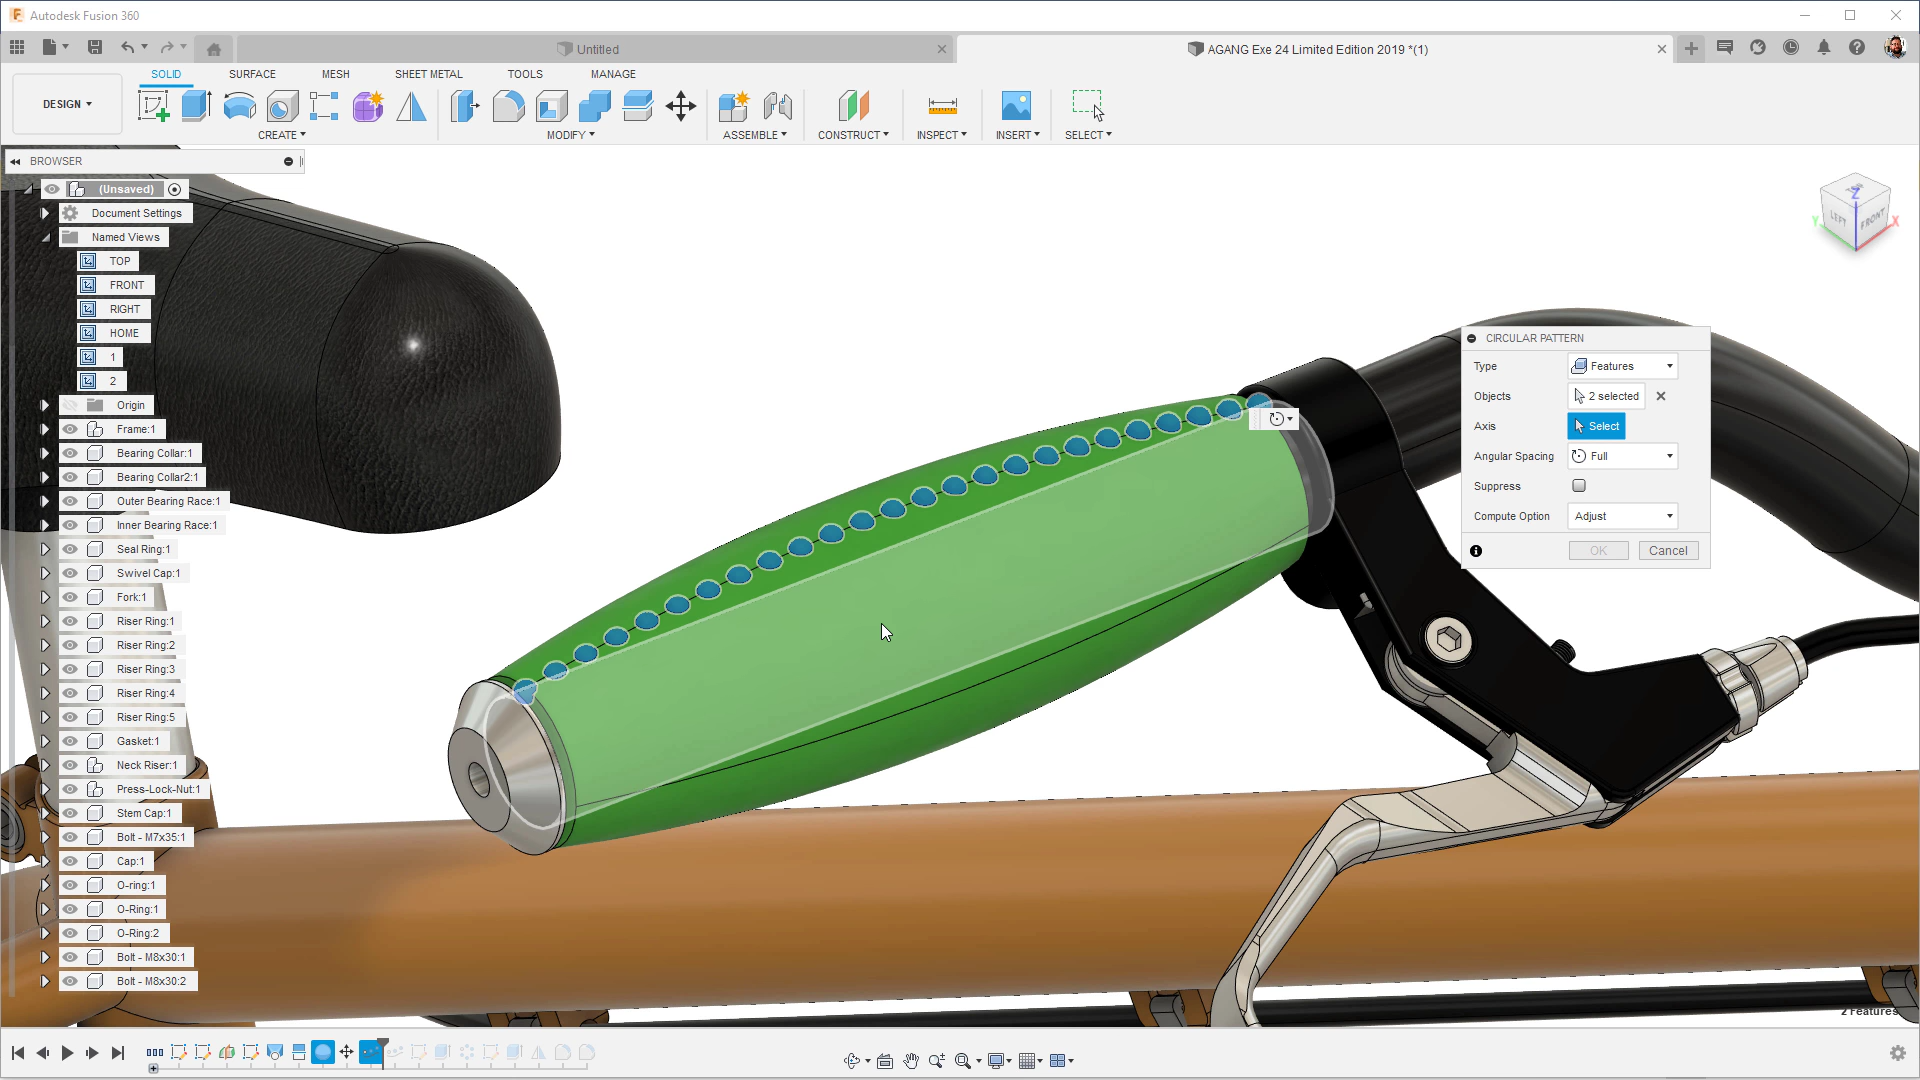 Autodesk Fusion 360
Untitled
AGANG Exe 24 Limited Edition 2019 *(1)
DESIGN
SOLID
SURFACE
MESH
SHEET METAL
TOOLS
MANAGE
CREATE
MODIFY
ASSEMBLE
CONSTRUCT
INSPECT
INSERT
SELECT
BROWSER
(Unsaved)
Document Settings
Named Views
TOP
FRONT
RIGHT
HOME
1
2
Origin
Frame:1
Bearing Collar:1
Bearing Collar2:1
Outer Bearing Race:1
Inner Bearing Race:1
Seal Ring:1
Swivel Cap:1
Fork:1
Riser Ring:1
Riser Ring:2
Riser Ring:3
Riser Ring:4
Riser Ring:5
Gasket:1
Neck Riser:1
Press-Lock-Nut:1
Stem Cap:1
Bolt - M7x35:1
Cap:1
O-ring:1
O-Ring:1
O-Ring:2
Bolt - M8x30:1
Bolt - M8x30:2
Z
Y
X
LEFT
FRONT
CIRCULAR PATTERN
Type
Features
Objects
2 selected
Axis
Select
Angular Spacing
Full
Suppress
Compute Option
Adjust
OK
Cancel
2 Features